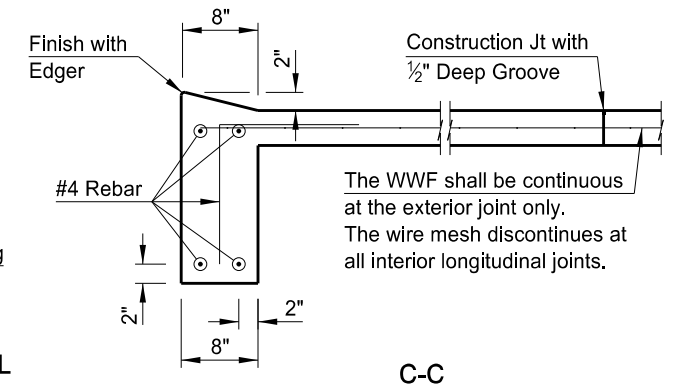 8"
Finish with
Edger
2"
Construction Jt with
½" Deep Groove
#4 Rebar
The WWF shall be continuous
at the exterior joint only.
The wire mesh discontinues at
all interior longitudinal joints.
g
2"
2"
8"
L
C-C